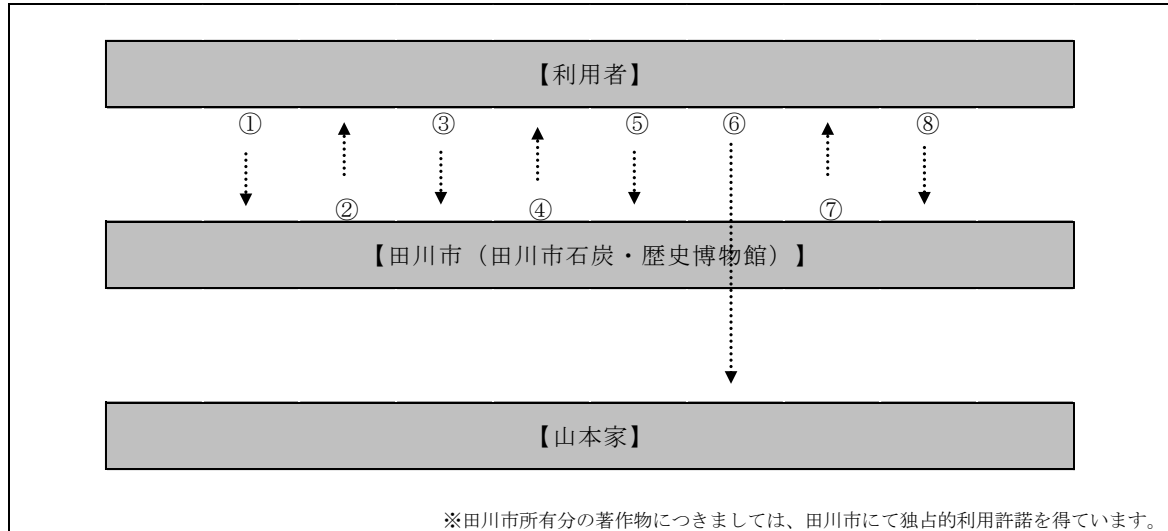 【利用者】
① ③ ⑤ ⑥ ⑧
② ④ ⑦
【田川市（田川市石炭・歴史博物館）】
【山本家】
※田川市所有分の著作物につきましては、田川市にて独占的利用許諾を得ています。